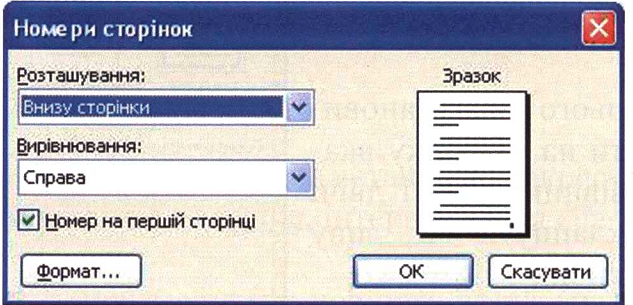 Номери сторінок
Розташування:
Внизу сторінки
Вирівнювання:
Справа
Номер на першій сторінці
Зразок
Формат...
OK
Скасувати